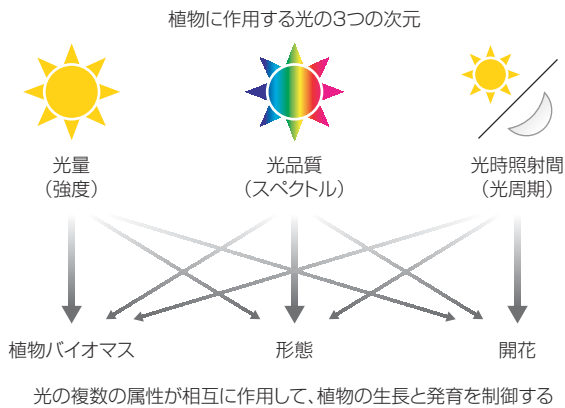 植物に作用する光の3つの次元
光量
（強度）
光品質
（スペクトル）
光時照射間
（光周期）
植物バイオマス
形態
開花
光の複数の属性が相互に作用して、植物の生長と発育を制御する